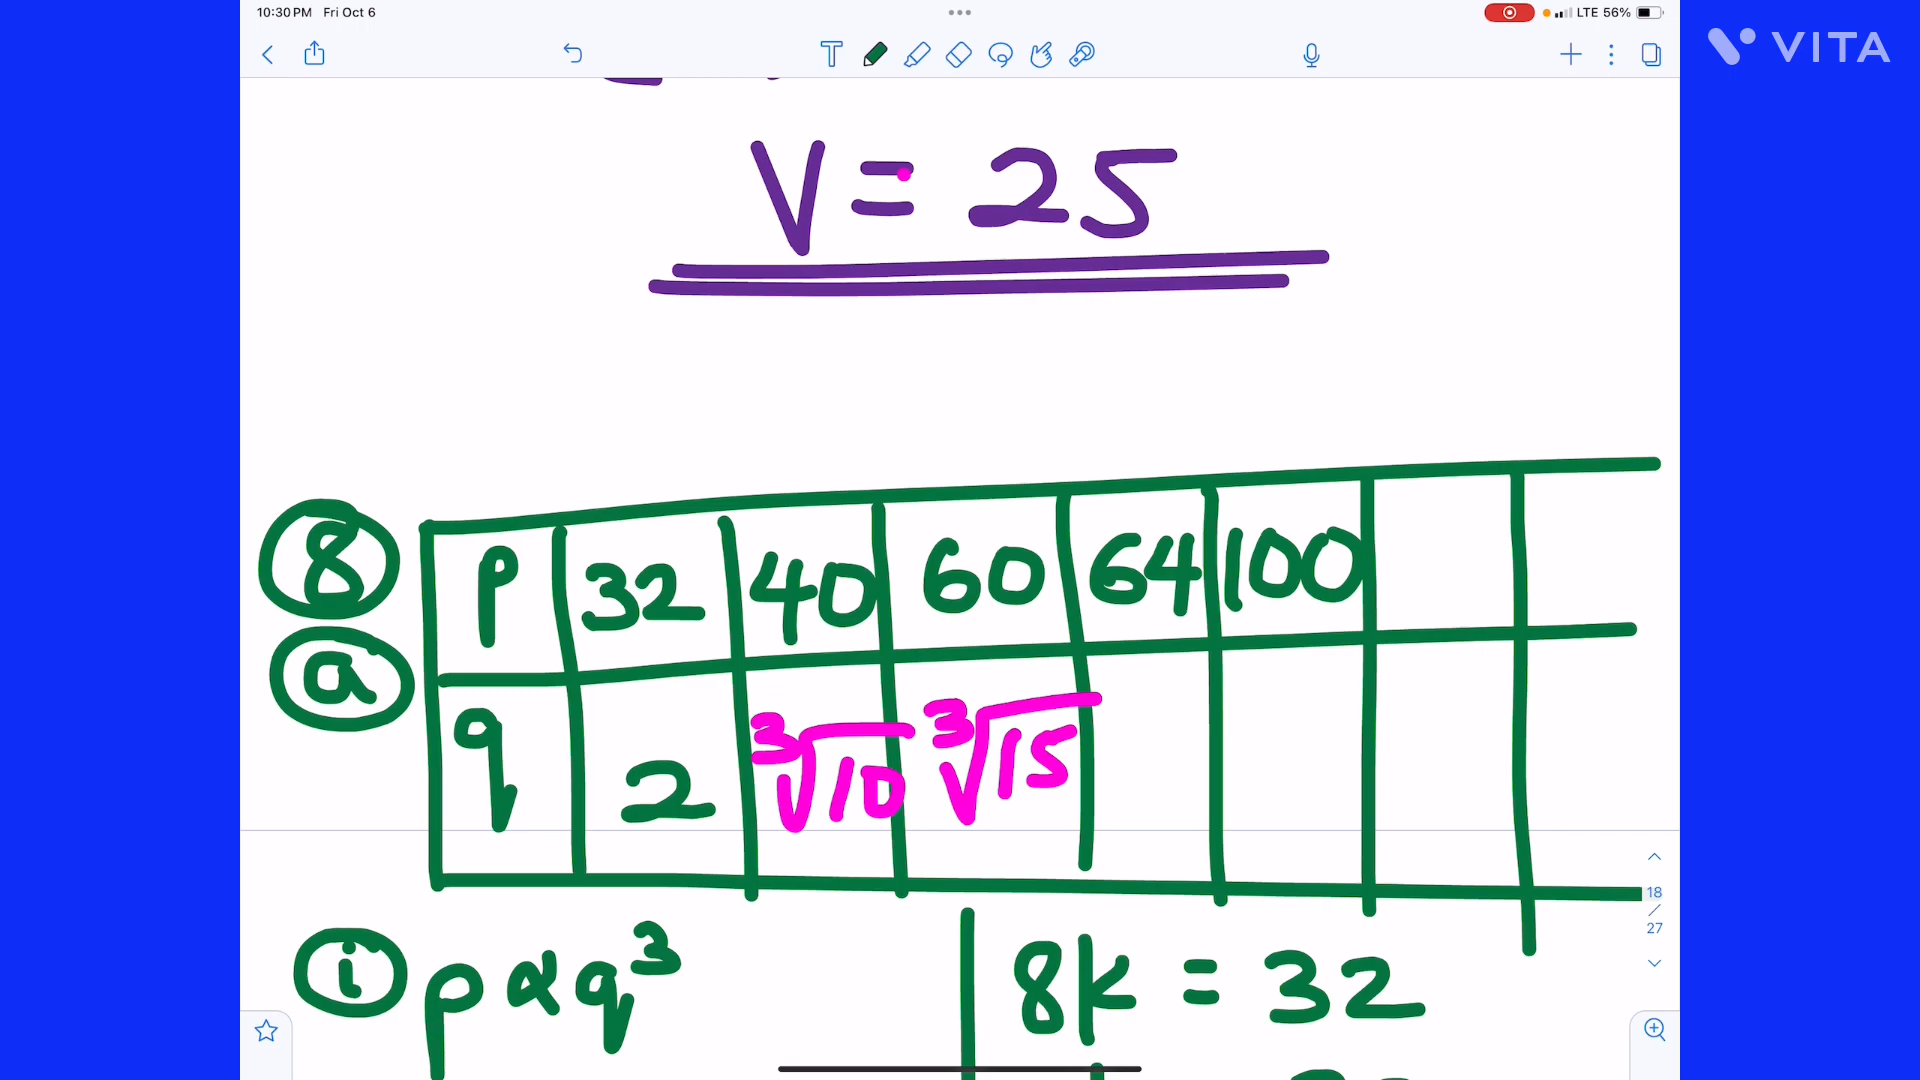 10:30 PM Fri Oct 6
LTE 56%
VITA
V = 25
8
a
p 32 40 60 64 100
q 2 ∛10 ∛15
18
/
27
i p α q³
8k = 32